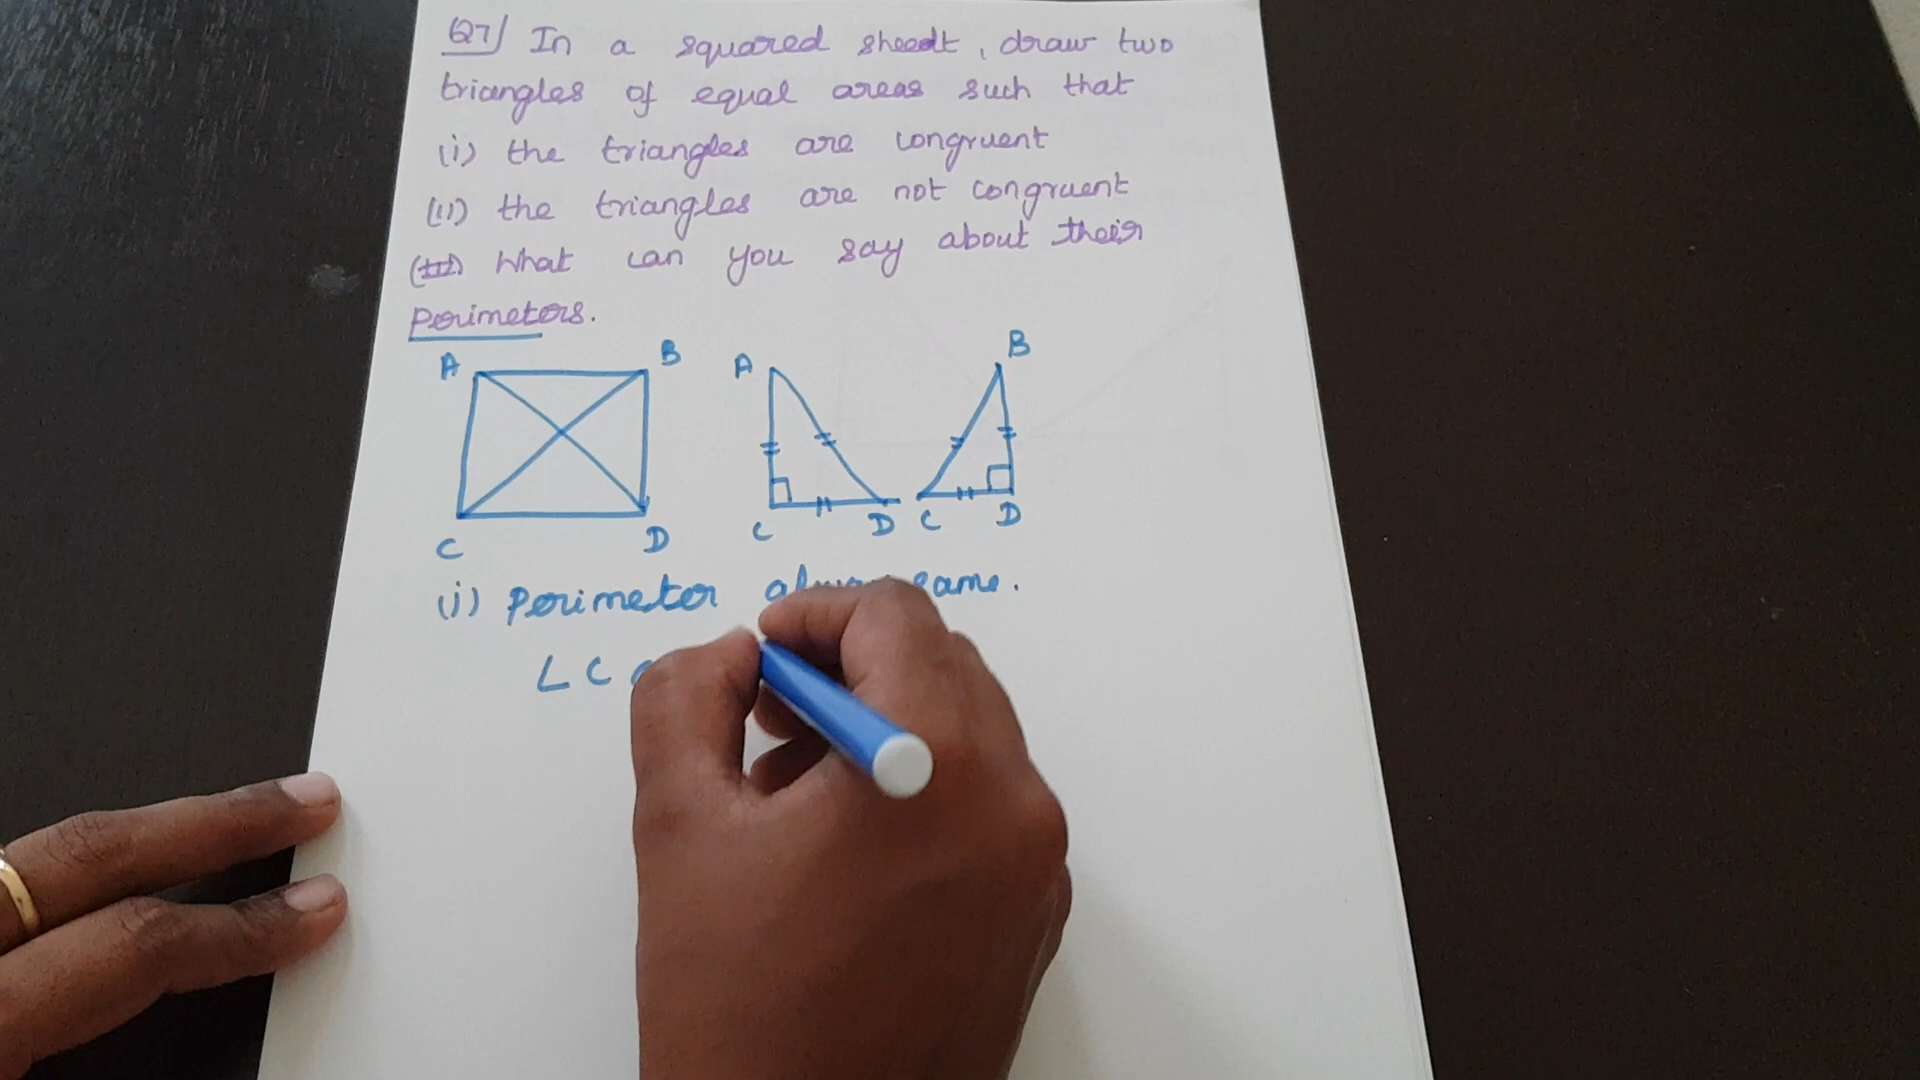 Q7/ In a squared sheet, draw two
triangles of equal areas such that
(i) the triangles are congruent
(ii) the triangles are not congruent
(iii) What can you say about their
perimeters.
A B A B
C D C D C D
(i) Perimeter same.
L C